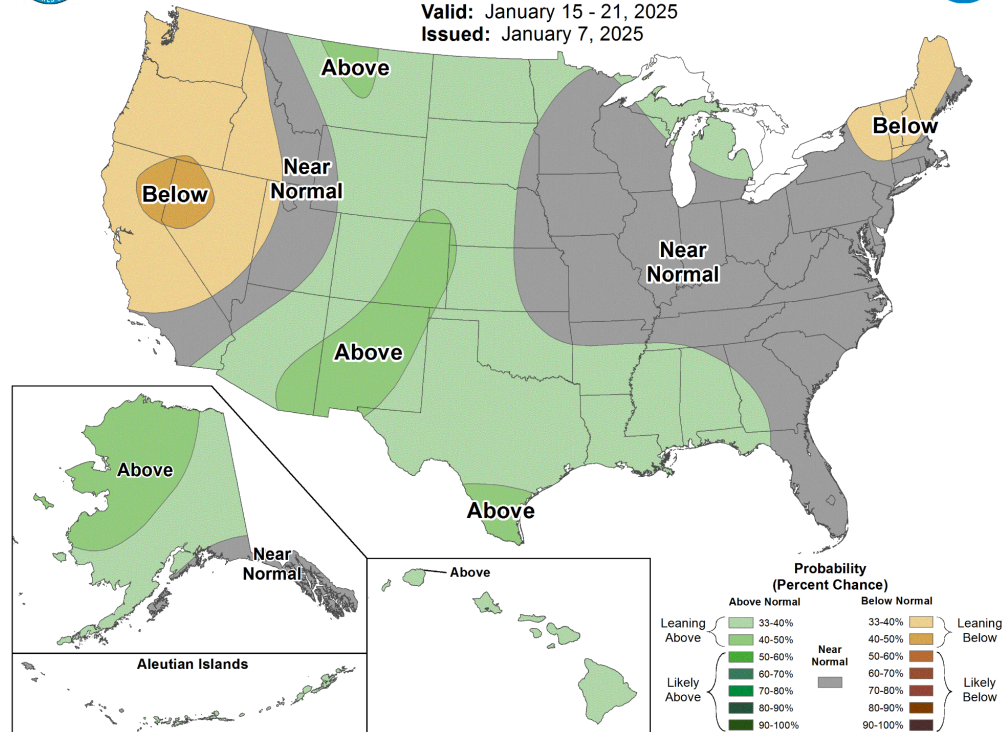 Valid: January 15 - 21, 2025
Issued: January 7, 2025
Above
Below
Near
Normal
Below
Near
Normal
Above
Above
Above
Near
Normal
Above
Aleutian Islands
Probability
(Percent Chance)
Above Normal
Below Normal
Leaning
Above
33-40%
40-50%
50-60%
60-70%
70-80%
80-90%
90-100%
Likely
Above
Near
Normal
33-40%
40-50%
50-60%
60-70%
70-80%
80-90%
90-100%
Leaning
Below
Likely
Below